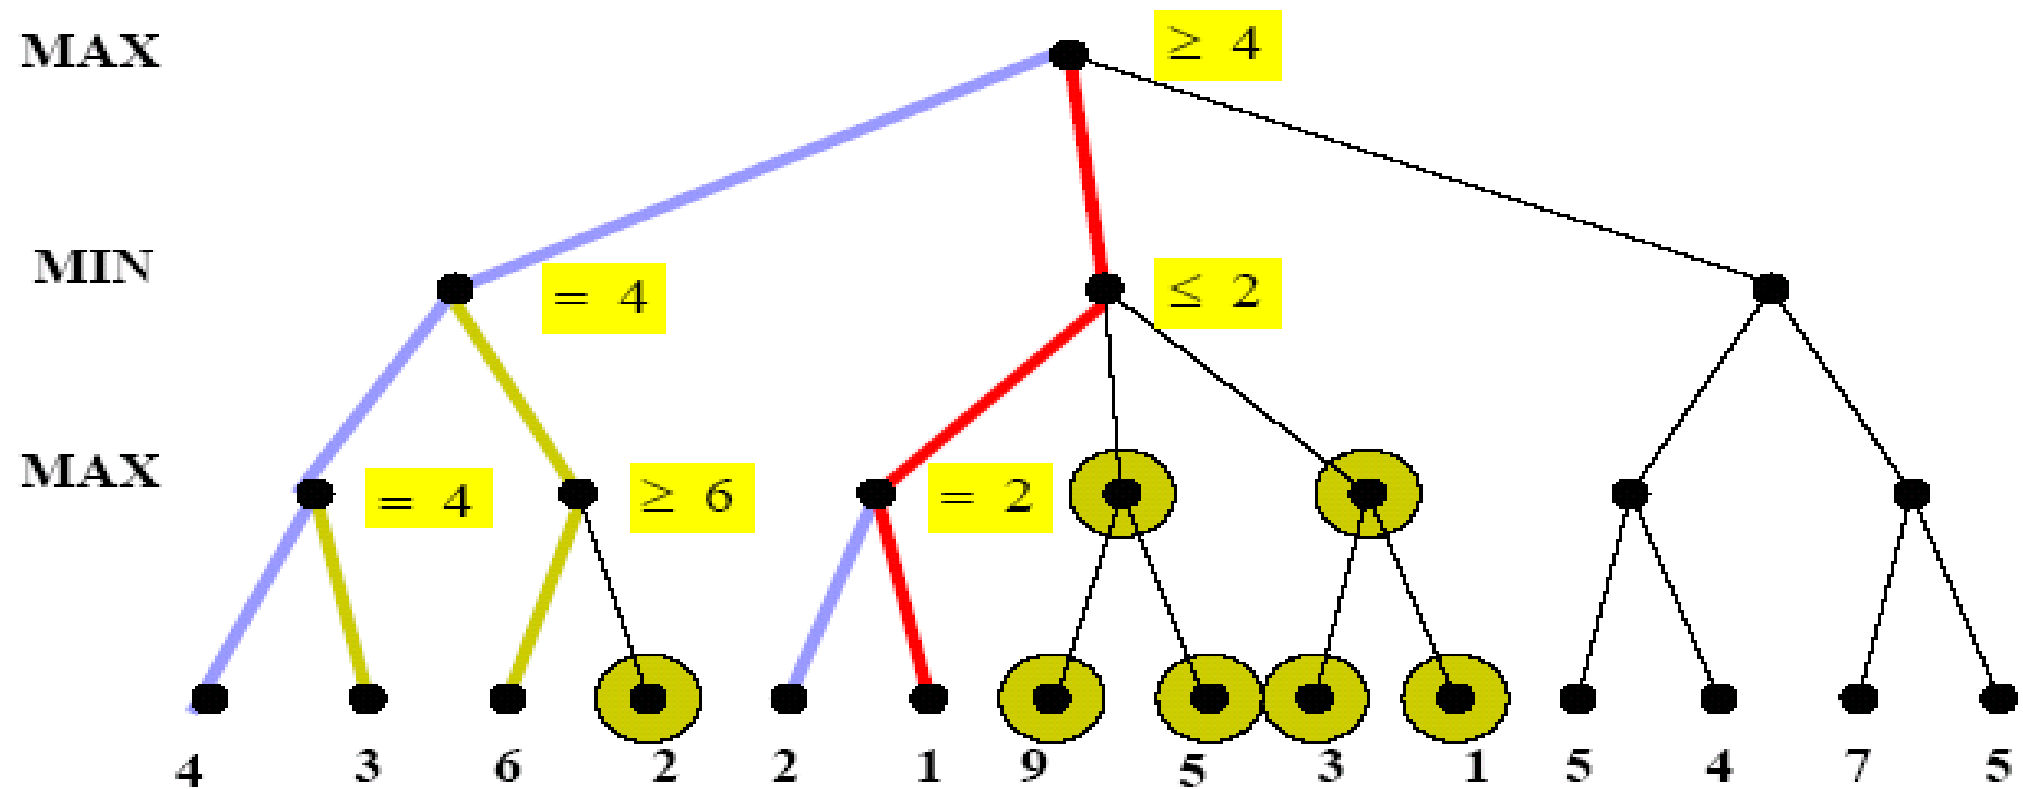 MAX ≥ 4
MIN = 4 ≤ 2
MAX = 4 ≥ 6 = 2
4 3 6 2 2 1 9 5 3 1 5 4 7 5